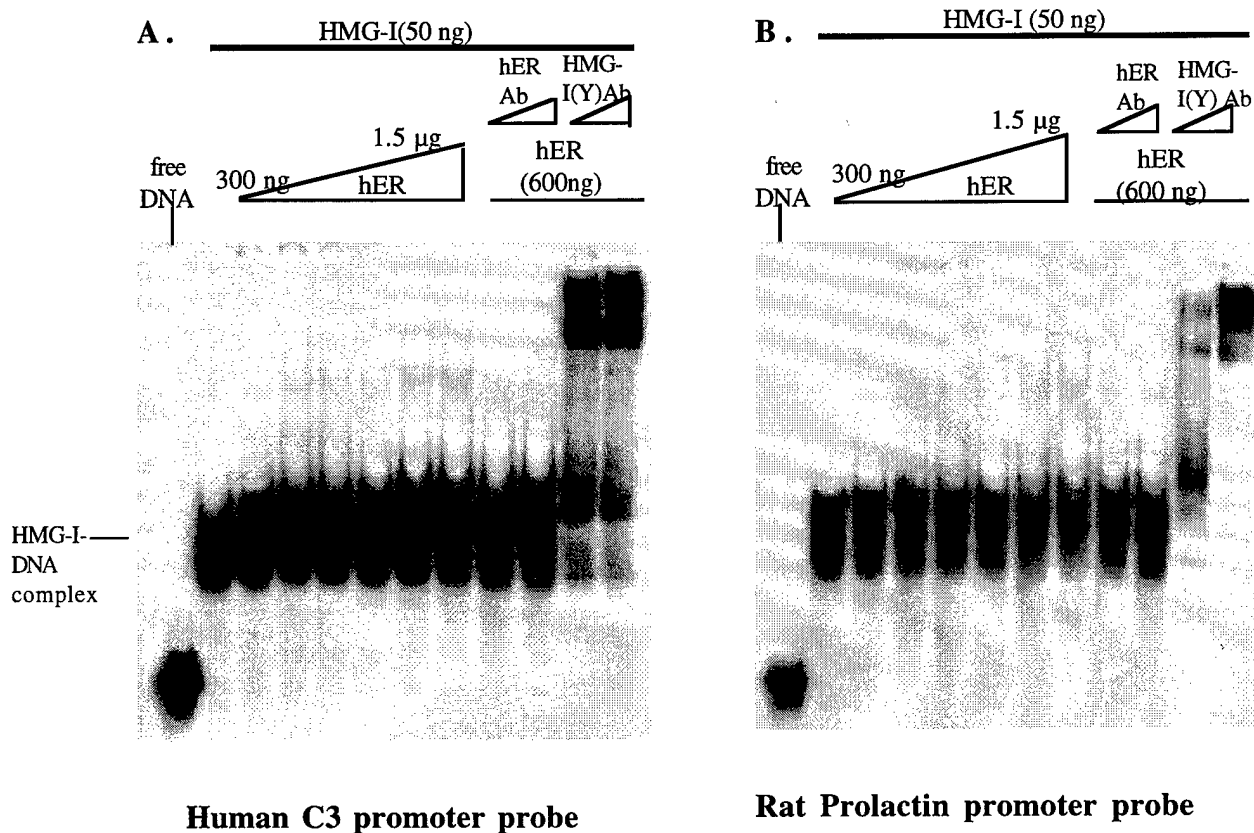 A.
HMG-I(50 ng)
hER
Ab
HMG-
I(Y)Ab
1.5 µg
free
DNA
300 ng
hER
hER
(600ng)
HMG-I-
DNA
complex
Human C3 promoter probe
B.
HMG-I (50 ng)
hER
Ab
HMG-
I(Y) Ab
1.5 µg
free
DNA
300 ng
hER
hER
(600 ng)
Rat Prolactin promoter probe